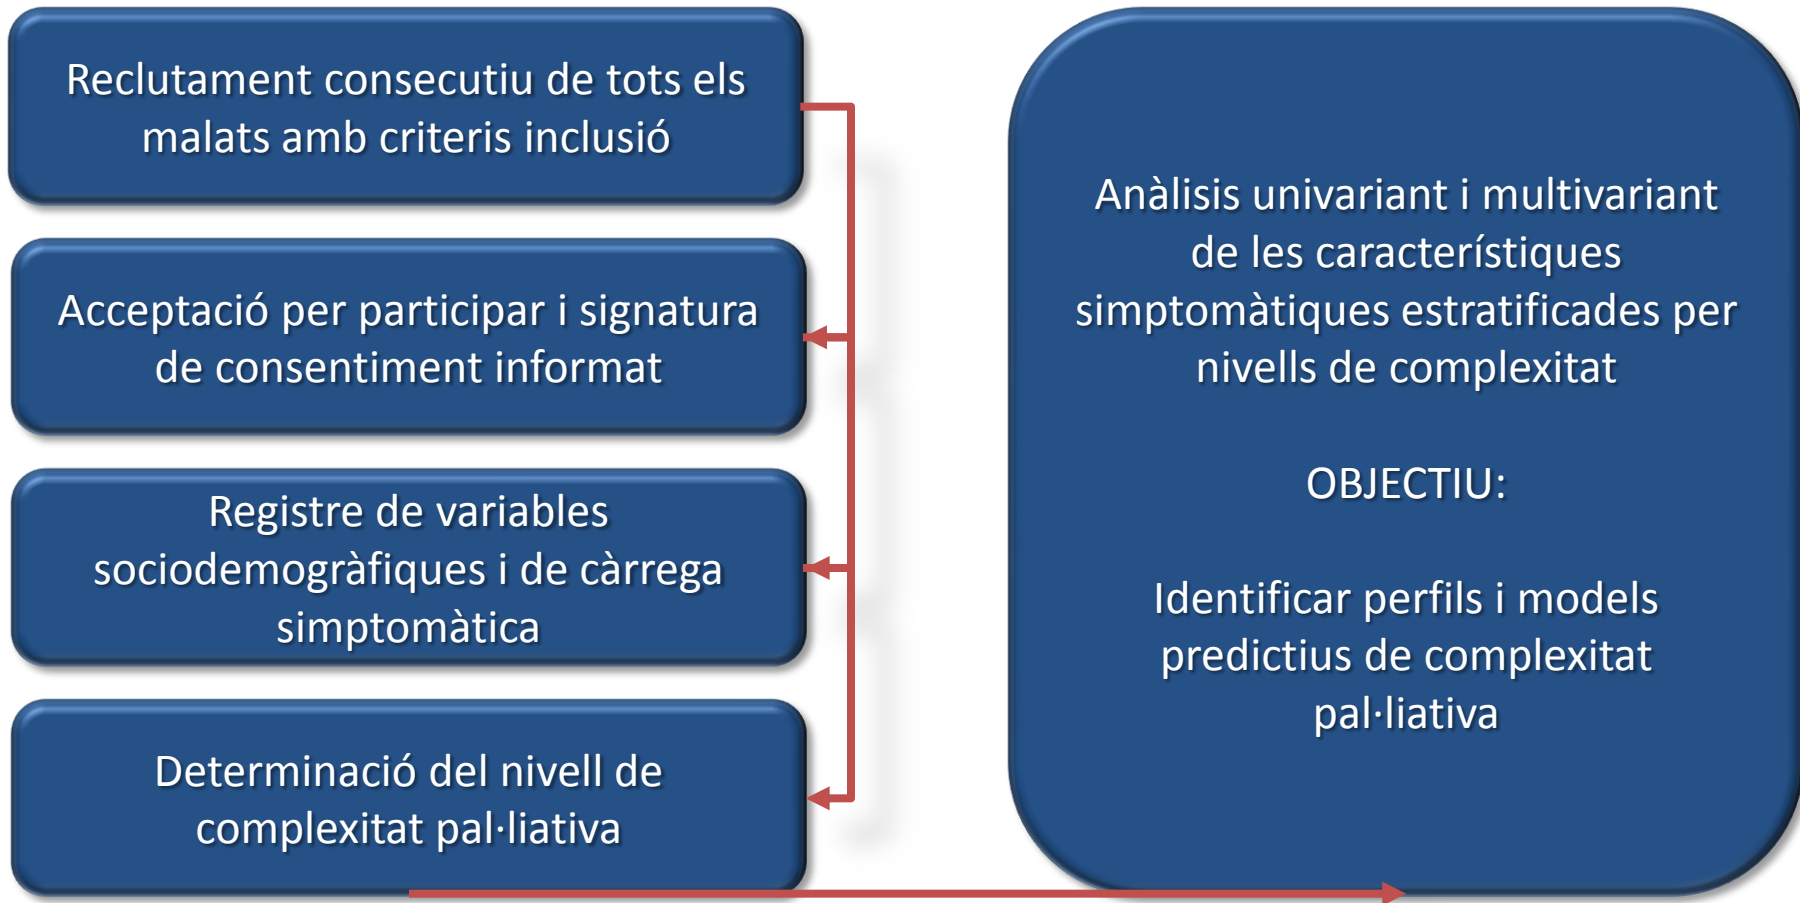 Reclutament consecutiu de tots els
malats amb criteris inclusió
Acceptació per participar i signatura
de consentiment informat
Registre de variables
sociodemogràfiques i de càrrega
simptomàtica
Determinació del nivell de
complexitat pal·liativa
Anàlisis univariant i multivariant
de les característiques
simptomàtiques estratificades per
nivells de complexitat
OBJECTIU:
Identificar perfils i models
predictius de complexitat
pal·liativa